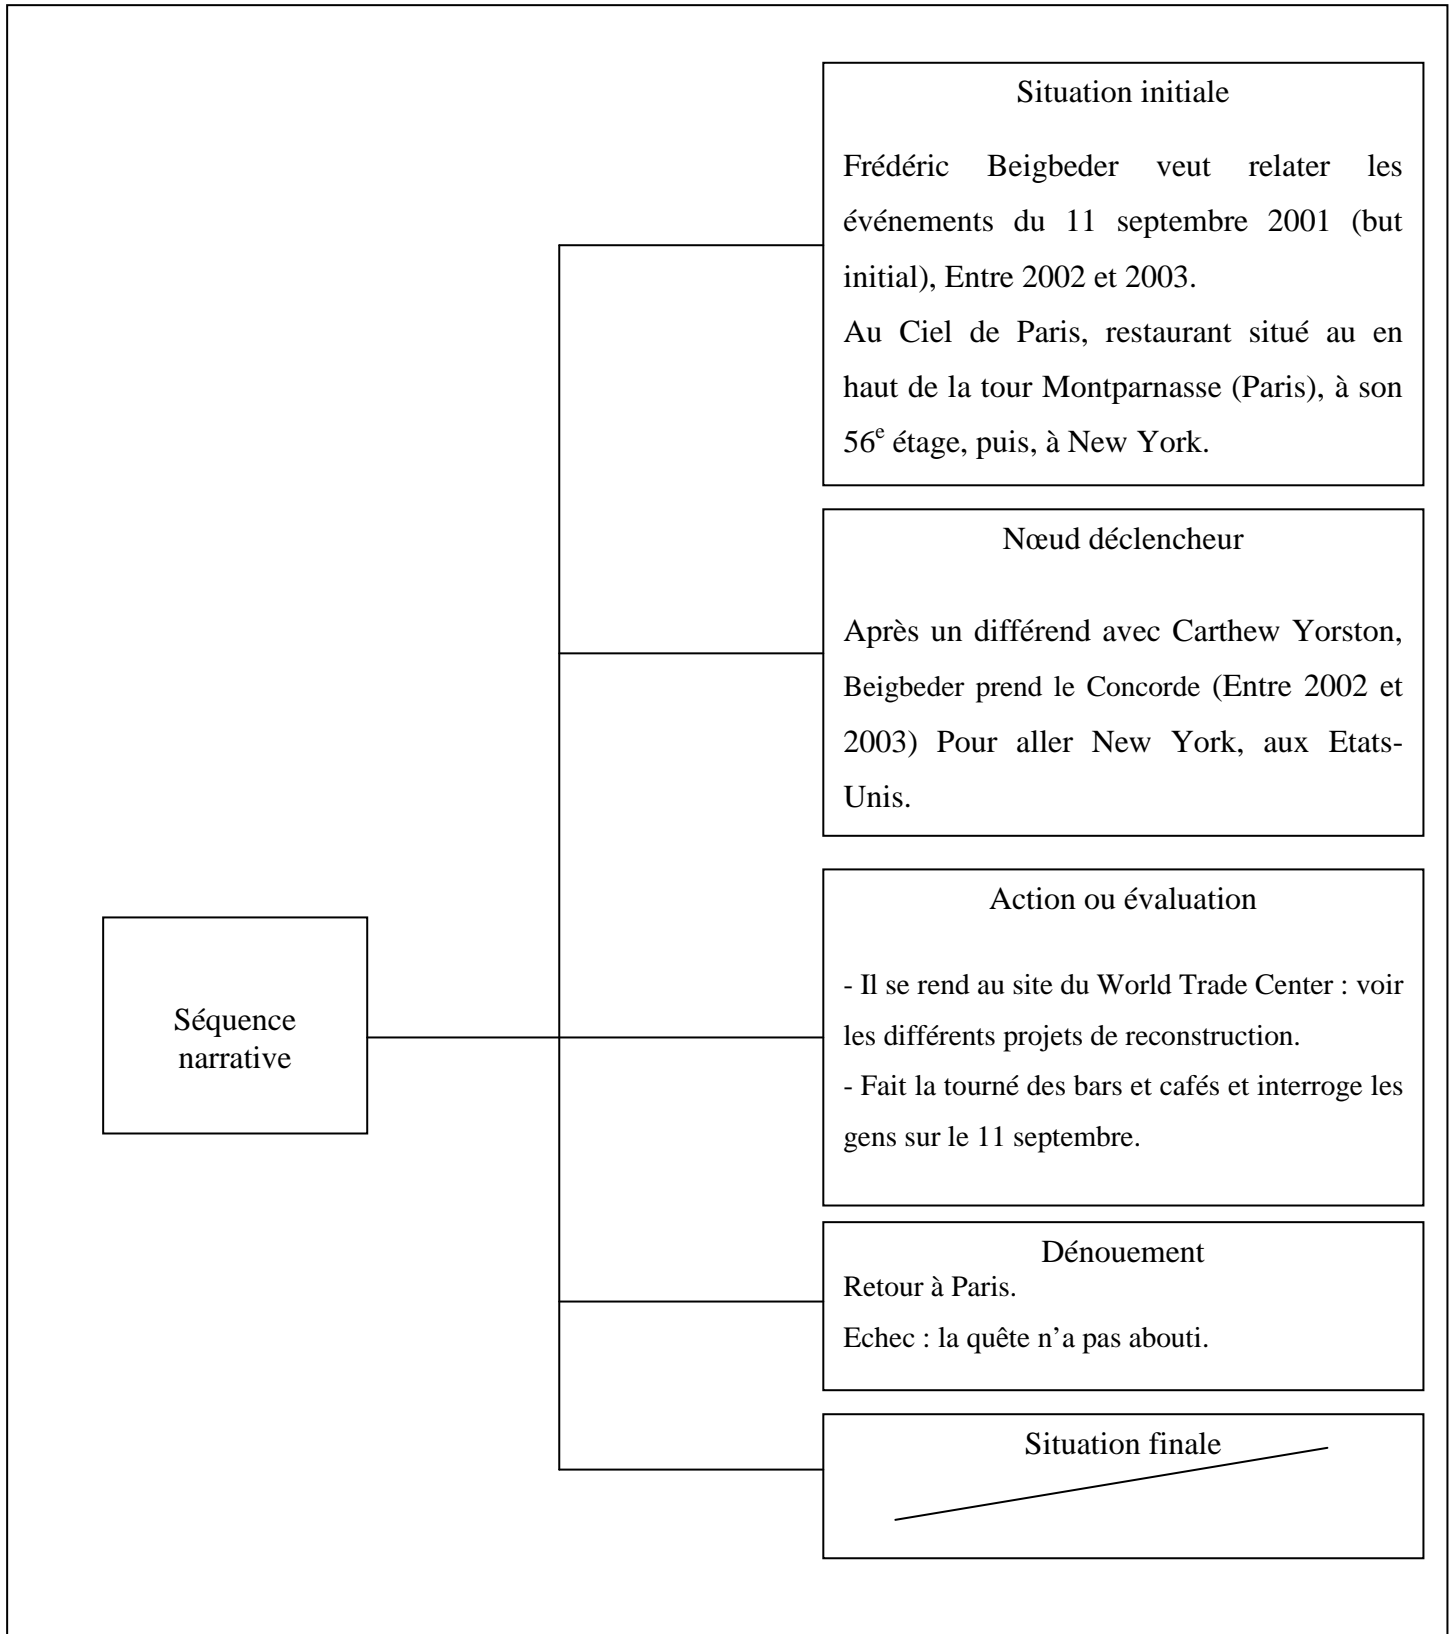 Situation initiale
Frédéric Beigbeder veut relater les
événements du 11 septembre 2001 (but
initial), Entre 2002 et 2003.
Au Ciel de Paris, restaurant situé au en
haut de la tour Montparnasse (Paris), à son
56e étage, puis, à New York.
Nœud déclencheur
Après un différend avec Carthew Yorston,
Beigbeder prend le Concorde (Entre 2002 et
2003) Pour aller New York, aux Etats-
Unis.
Action ou évaluation
- Il se rend au site du World Trade Center : voir
les différents projets de reconstruction.
- Fait la tourné des bars et cafés et interroge les
gens sur le 11 septembre.
Séquence
narrative
Dénouement
Retour à Paris.
Echec : la quête n’a pas abouti.
Situation finale